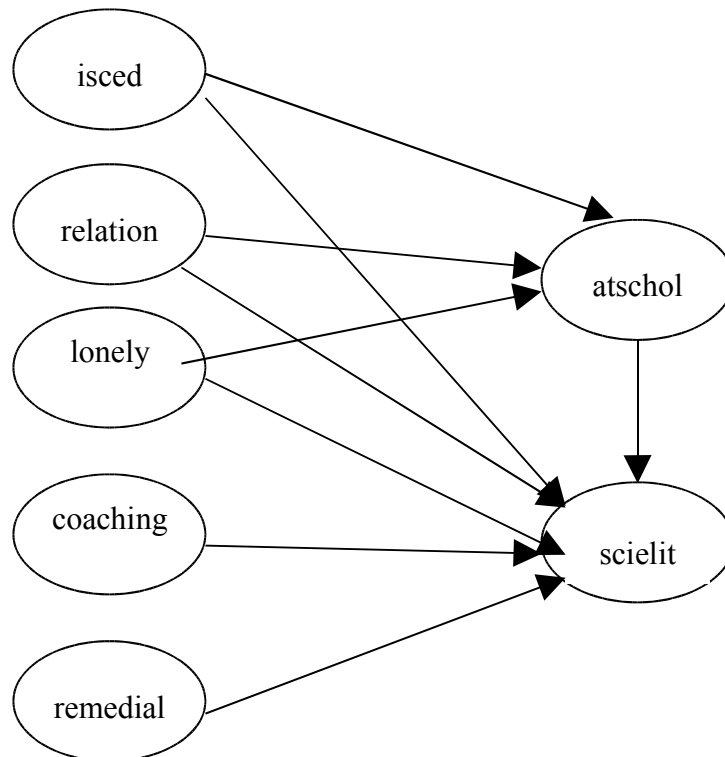 isced
relation
atschol
lonely
coaching
scielit
remedial